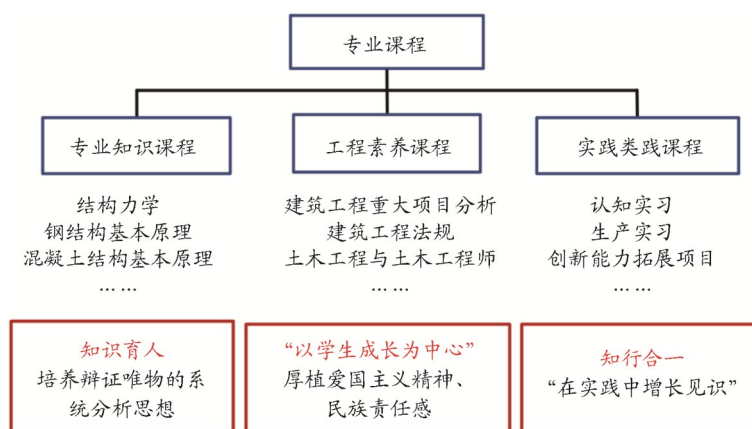 专业课程
专业知识课程
工程素养课程
实践类践课程
结构力学
钢结构基本原理
混凝土结构基本原理
……
建筑工程重大项目分析
建筑工程法规
土木工程与土木工程师
……
认知实习
生产实习
创新能力拓展项目
……
知识育人
培养辩证唯物的系
统分析思想
“以学生成长为中心”
厚植爱国主义精神、
民族责任感
知行合一
“在实践中增长见识”